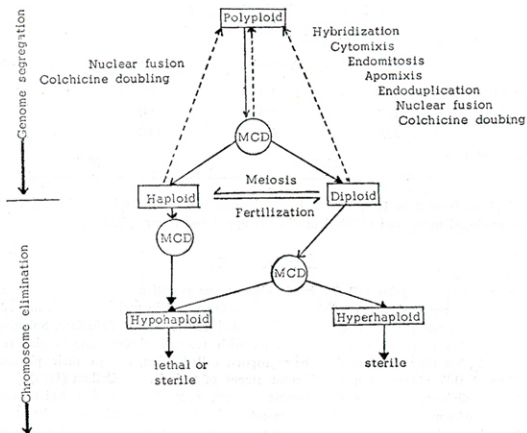 Polyploid
Hybridization
Cytomixis
Endomitosis
Apomixis
Endoduplication
Nuclear fusion
Colchicine doubing
Nuclear fusion
Colchicine doubling
Genome segregation
MCD
Haploid
Meiosis
Fertilization
Diploid
MCD
MCD
Chromosome elimination
Hypohaploid
Hyperhaploid
lethal or
sterile
sterile